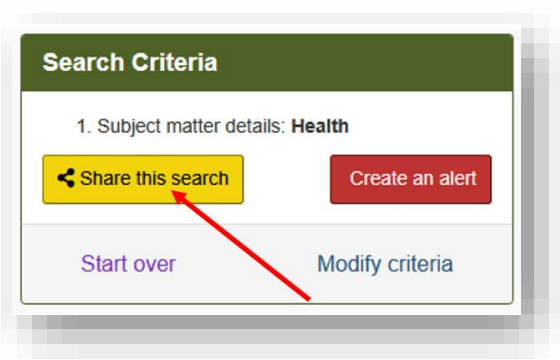 Search Criteria
1. Subject matter details: Health
Share this search
Create an alert
Start over
Modify criteria